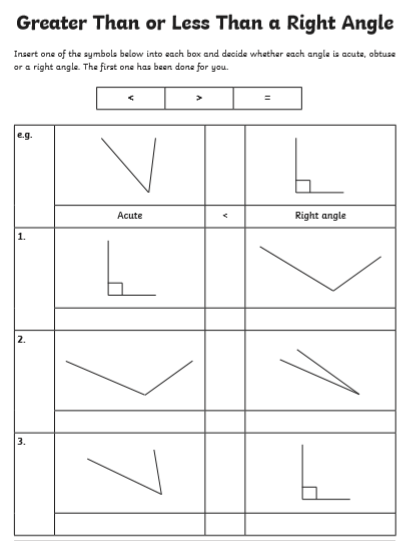 Greater Than or Less Than a Right Angle
Insert one of the symbols below into each box and decide whether each angle is acute, obtuse
or a right angle. The first one has been done for you.
< > =
e.g.
Acute < Right angle
1.
2.
3.